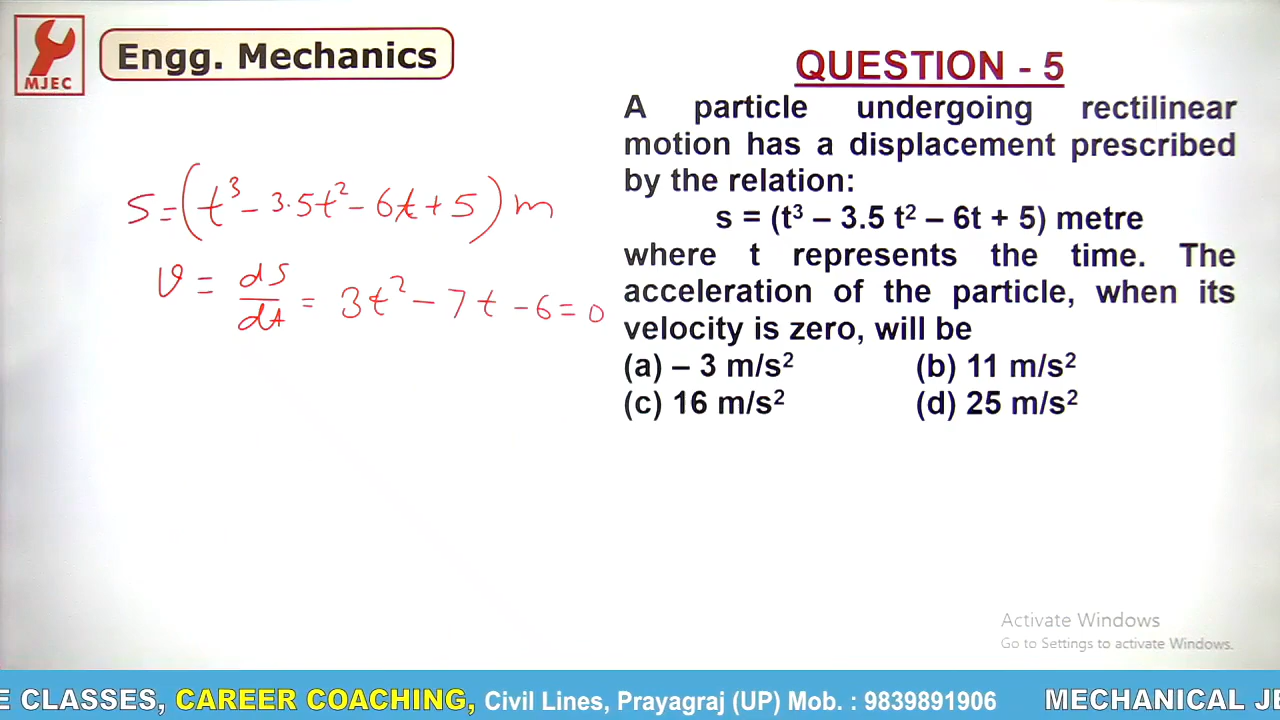 MJEC
Engg. Mechanics
QUESTION - 5
A particle undergoing rectilinear
motion has a displacement prescribed
by the relation:
s = (t³ – 3.5 t² – 6t + 5) metre
where t represents the time. The
acceleration of the particle, when its
velocity is zero, will be
(a) – 3 m/s² (b) 11 m/s²
(c) 16 m/s² (d) 25 m/s²
S = (t³ – 3.5t² – 6t + 5) m
v = ds/dt = 3t² – 7t – 6 = 0
Activate Windows
Go to Settings to activate Windows.
E CLASSES, CAREER COACHING, Civil Lines, Prayagraj (UP) Mob. : 9839891906 MECHANICAL JE